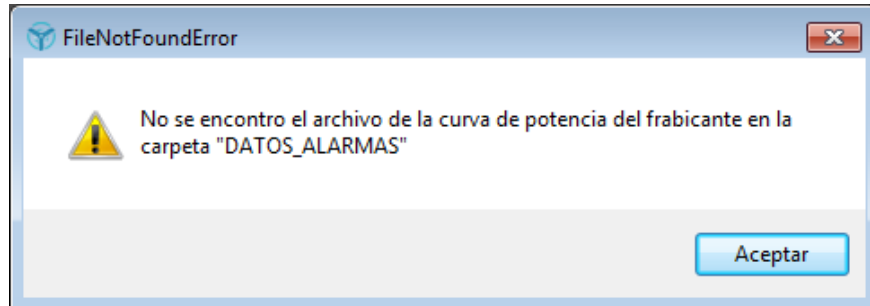 FileNotFoundError
No se encontro el archivo de la curva de potencia del frabicante en la
carpeta "DATOS_ALARMAS"
Aceptar